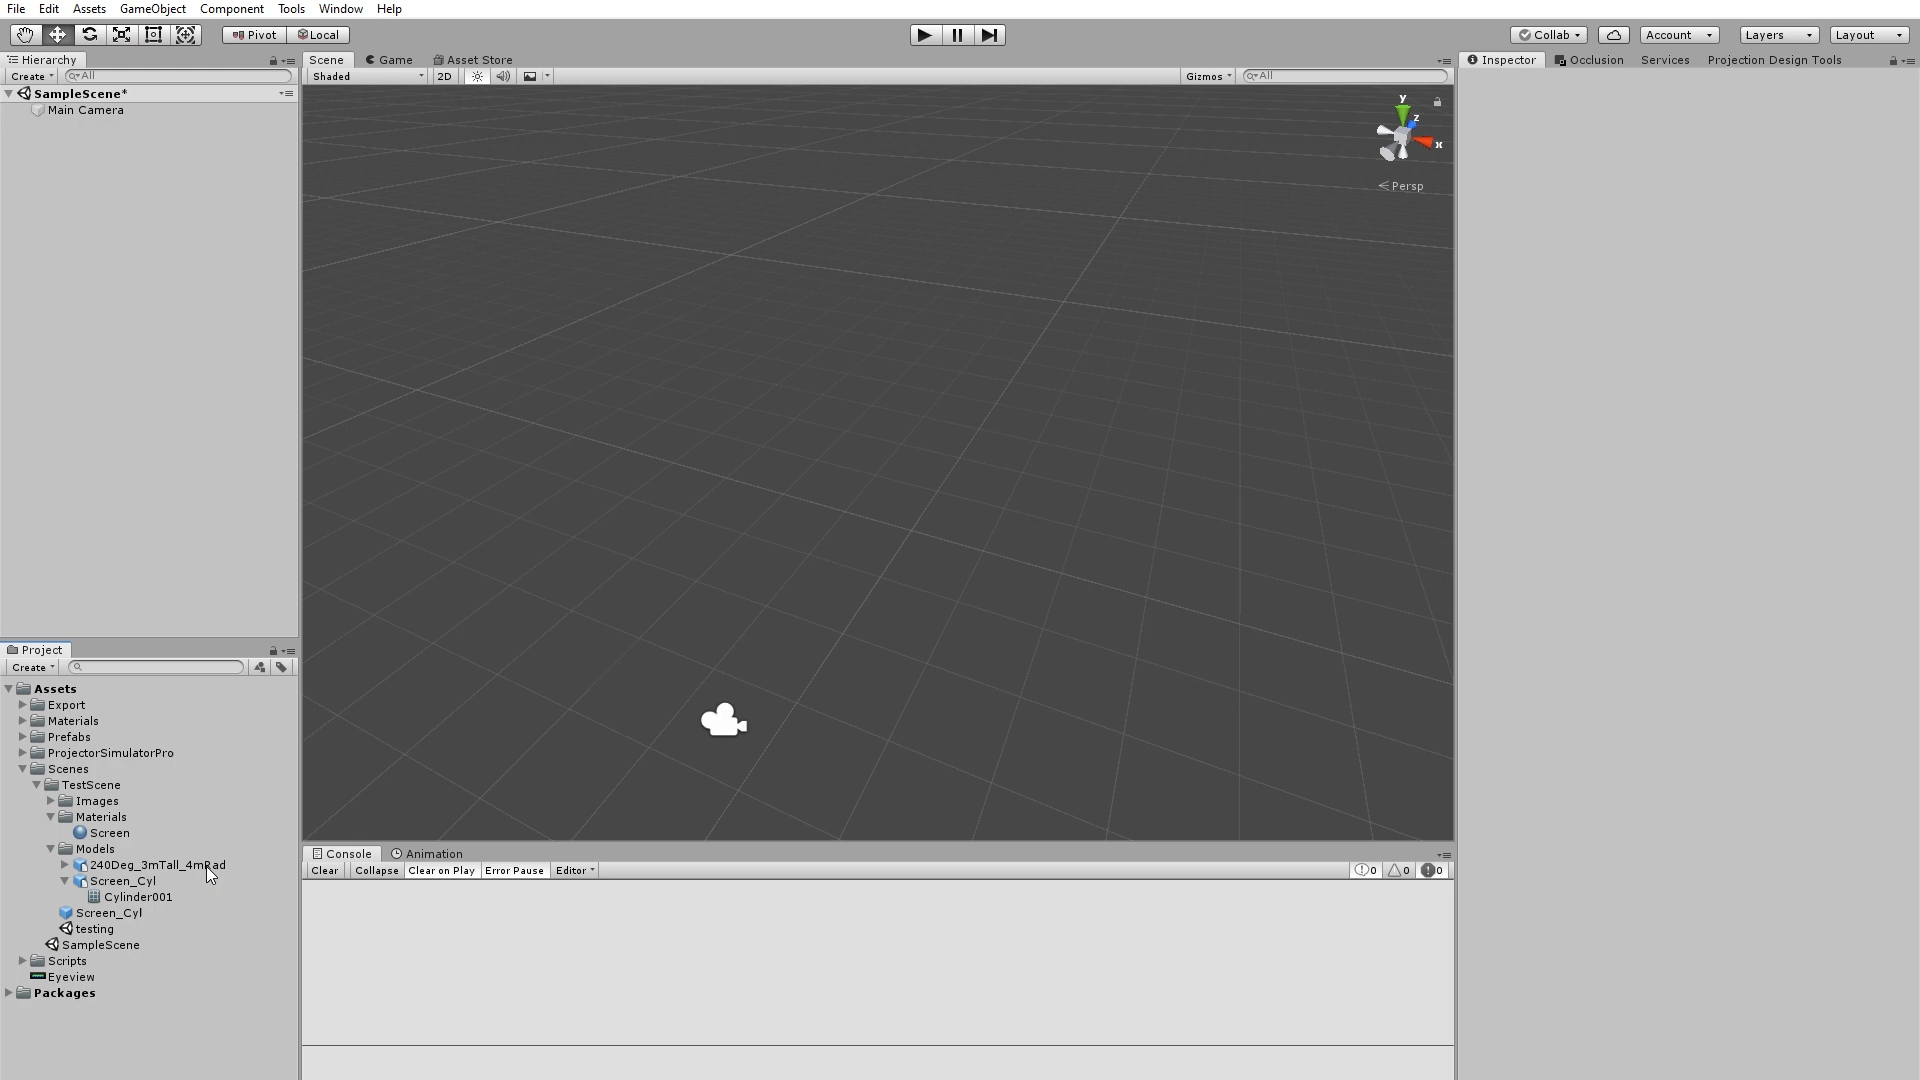 File Edit Assets GameObject Component Tools Window Help
Pivot Local Collab Account Layers Layout
Hierarchy Scene Game Asset Store Inspector Occlusion Services Projection Design Tools
Create All Shaded 2D Gizmos All
SampleScene*
Main Camera
y
z
x
Persp
Project
Create
Assets
Export
Materials
Prefabs
ProjectorSimulatorPro
Scenes
TestScene
Images
Materials
Screen
Models
240Deg_3mTall_4mRad
Screen_Cyl
Cylinder001
Screen_Cyl
testing
SampleScene
Scripts
Eyeview
Packages
Console Animation
Clear Collapse Clear on Play Error Pause Editor 0 0 0